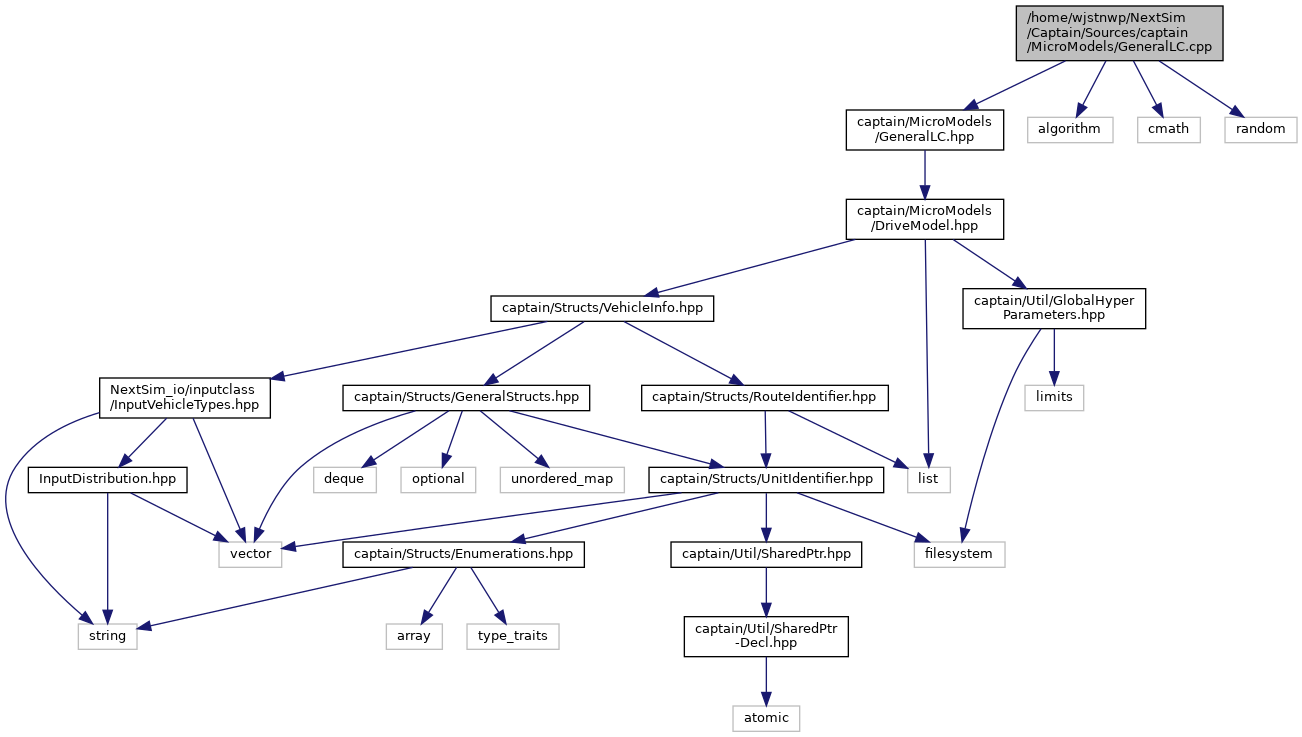 /home/wjstnwp/NextSim
/Captain/Sources/captain
/MicroModels/GeneralLC.cpp
captain/MicroModels
/GeneralLC.hpp
algorithm
cmath
random
captain/MicroModels
/DriveModel.hpp
captain/Structs/VehicleInfo.hpp
captain/Util/GlobalHyper
Parameters.hpp
NextSim_io/inputclass
/InputVehicleTypes.hpp
captain/Structs/GeneralStructs.hpp
captain/Structs/RouteIdentifier.hpp
limits
InputDistribution.hpp
deque
optional
unordered_map
captain/Structs/UnitIdentifier.hpp
list
vector
captain/Structs/Enumerations.hpp
captain/Util/SharedPtr.hpp
filesystem
string
array
type_traits
captain/Util/SharedPtr
-Decl.hpp
atomic